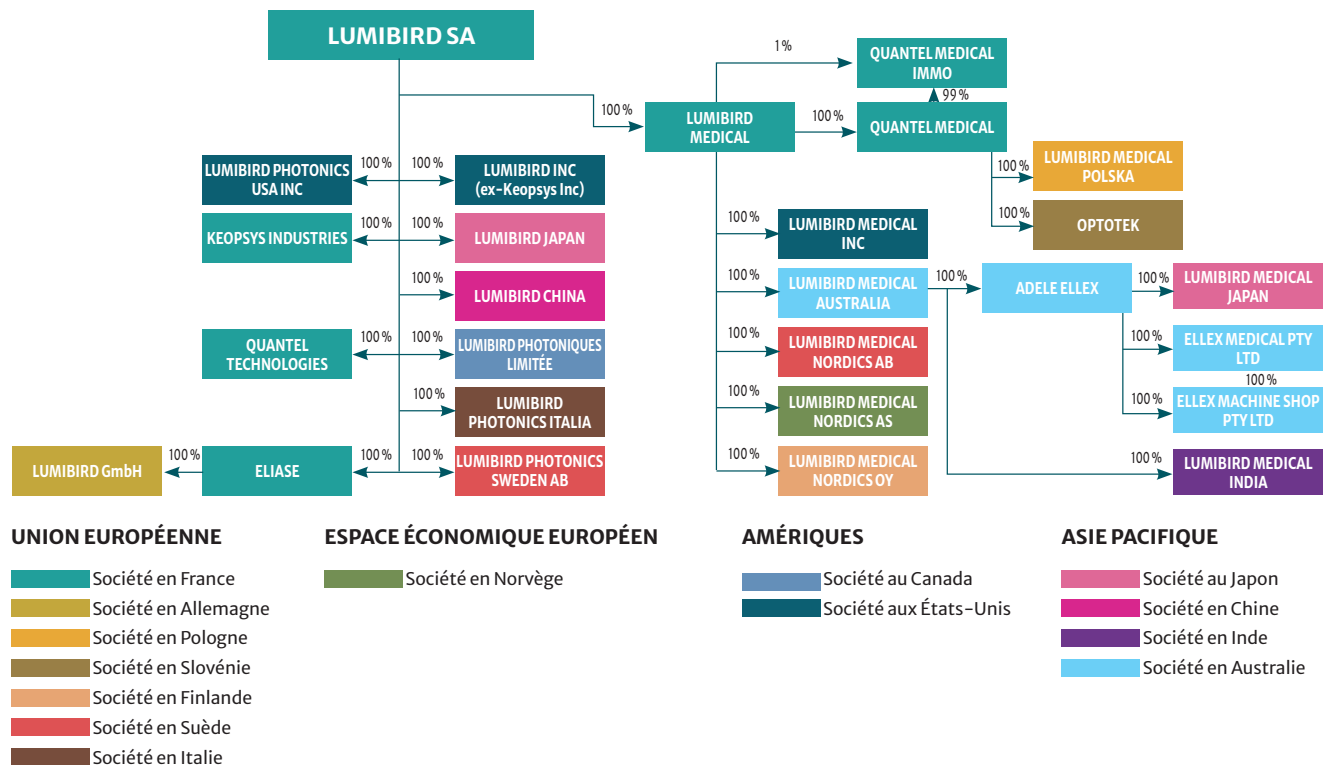 LUMIBIRD SA
1 %
QUANTEL MEDICAL
IMMO
99 %
100 %
LUMIBIRD
MEDICAL
100 %
QUANTEL MEDICAL
100 %
LUMIBIRD MEDICAL
POLSKA
100 %
OPTOTEK
LUMIBIRD PHOTONICS
USA INC
100 %
100 %
LUMIBIRD INC
(ex-Keopsys Inc)
KEOPSYS INDUSTRIES
100 %
100 %
LUMIBIRD JAPAN
100 %
LUMIBIRD CHINA
QUANTEL
TECHNOLOGIES
100 %
100 %
LUMIBIRD PHOTONIQUES
LIMITÉE
100 %
LUMIBIRD
PHOTONICS ITALIA
LUMIBIRD GmbH
100 %
ELIASE
100 %
100 %
LUMIBIRD PHOTONICS
SWEDEN AB
100 %
LUMIBIRD MEDICAL
INC
100 %
LUMIBIRD MEDICAL
AUSTRALIA
100 %
ADELE ELLEX
100 %
LUMIBIRD MEDICAL
JAPAN
100 %
LUMIBIRD MEDICAL
NORDICS AB
100 %
ELLEX MEDICAL PTY
LTD
100 %
100 %
LUMIBIRD MEDICAL
NORDICS AS
100 %
ELLEX MACHINE SHOP
PTY LTD
100 %
LUMIBIRD MEDICAL
NORDICS OY
100 %
LUMIBIRD MEDICAL
INDIA
UNION EUROPÉENNE
Société en France
Société en Allemagne
Société en Pologne
Société en Slovénie
Société en Finlande
Société en Suède
Société en Italie
ESPACE ÉCONOMIQUE EUROPÉEN
Société en Norvège
AMÉRIQUES
Société au Canada
Société aux États-Unis
ASIE PACIFIQUE
Société au Japon
Société en Chine
Société en Inde
Société en Australie